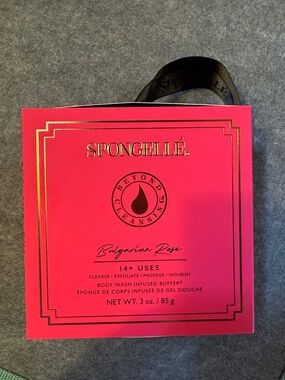 SPONGELLÉ
BEYOND CLEANSING
Bulgarian Rose
14+ USES
CLEANSE • EXFOLIATE • MASSAGE • NOURISH
BODY WASH INFUSED BUFFER®
ÉPONGE DE CORPS INFUSÉE DE GEL DOUCHE
NET WT. 3 oz. / 85 g